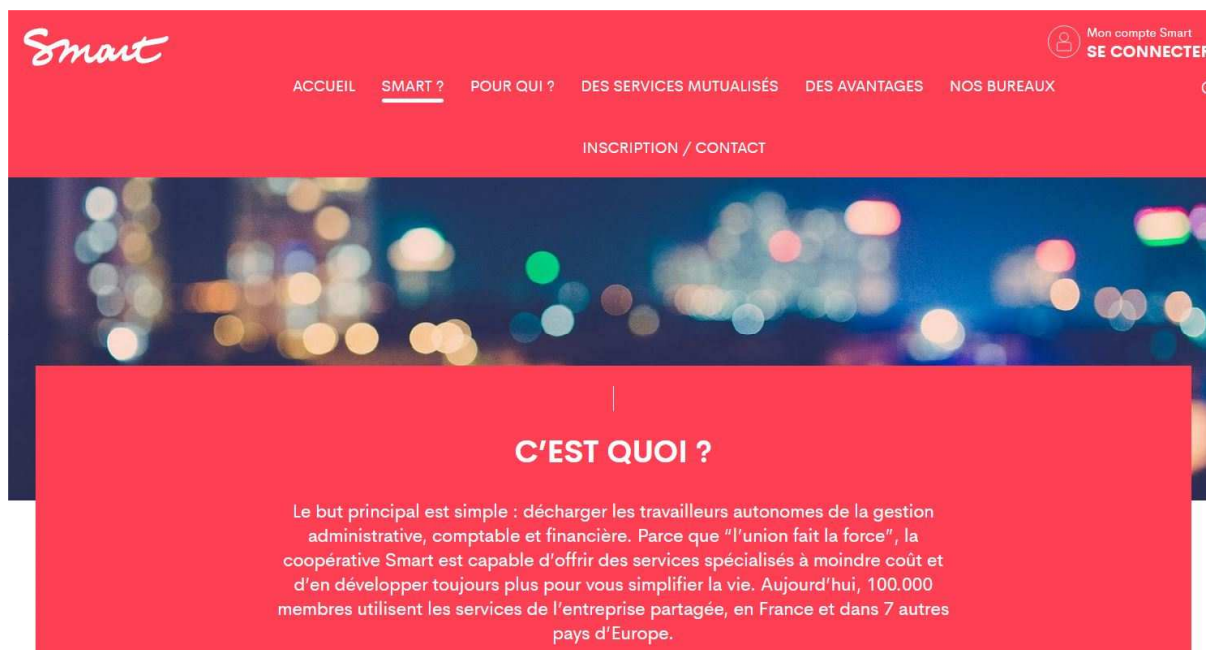 Smart
Mon compte Smart
SE CONNECTER
ACCUEIL SMART ? POUR QUI ? DES SERVICES MUTUALISÉS DES AVANTAGES NOS BUREAUX
INSCRIPTION / CONTACT
C'EST QUOI ?
Le but principal est simple : décharger les travailleurs autonomes de la gestion
administrative, comptable et financière. Parce que “l’union fait la force”, la
coopérative Smart est capable d’offrir des services spécialisés à moindre coût et
d’en développer toujours plus pour vous simplifier la vie. Aujourd’hui, 100.000
membres utilisent les services de l’entreprise partagée, en France et dans 7 autres
pays d’Europe.